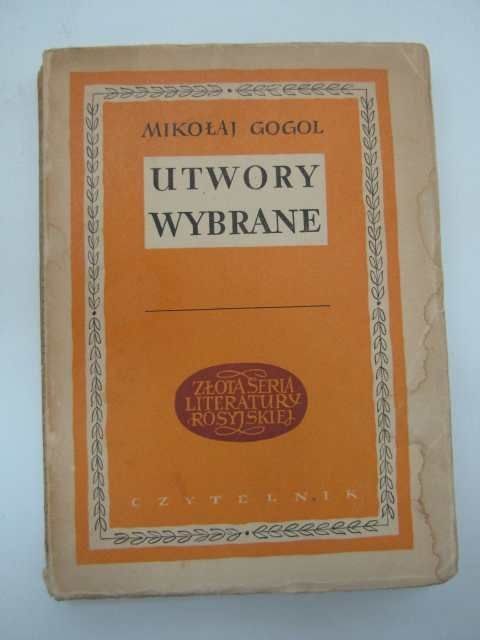 MIKOŁAJ GOGOL
UTWORY
WYBRANE
ZŁOTA SERIA
LITERATURY
ROSYJSKIEJ
CZYTELNIK